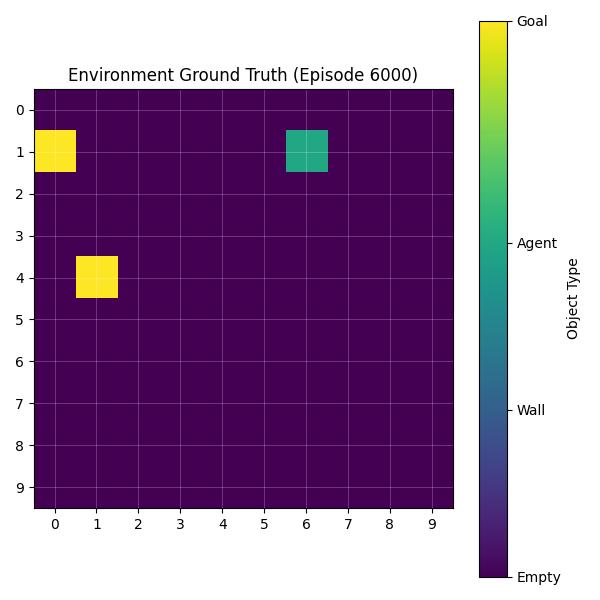 Environment Ground Truth (Episode 6000)
0
1
2
3
4
5
6
7
8
9
0 1 2 3 4 5 6 7 8 9
Goal
Agent
Wall
Empty
Object Type